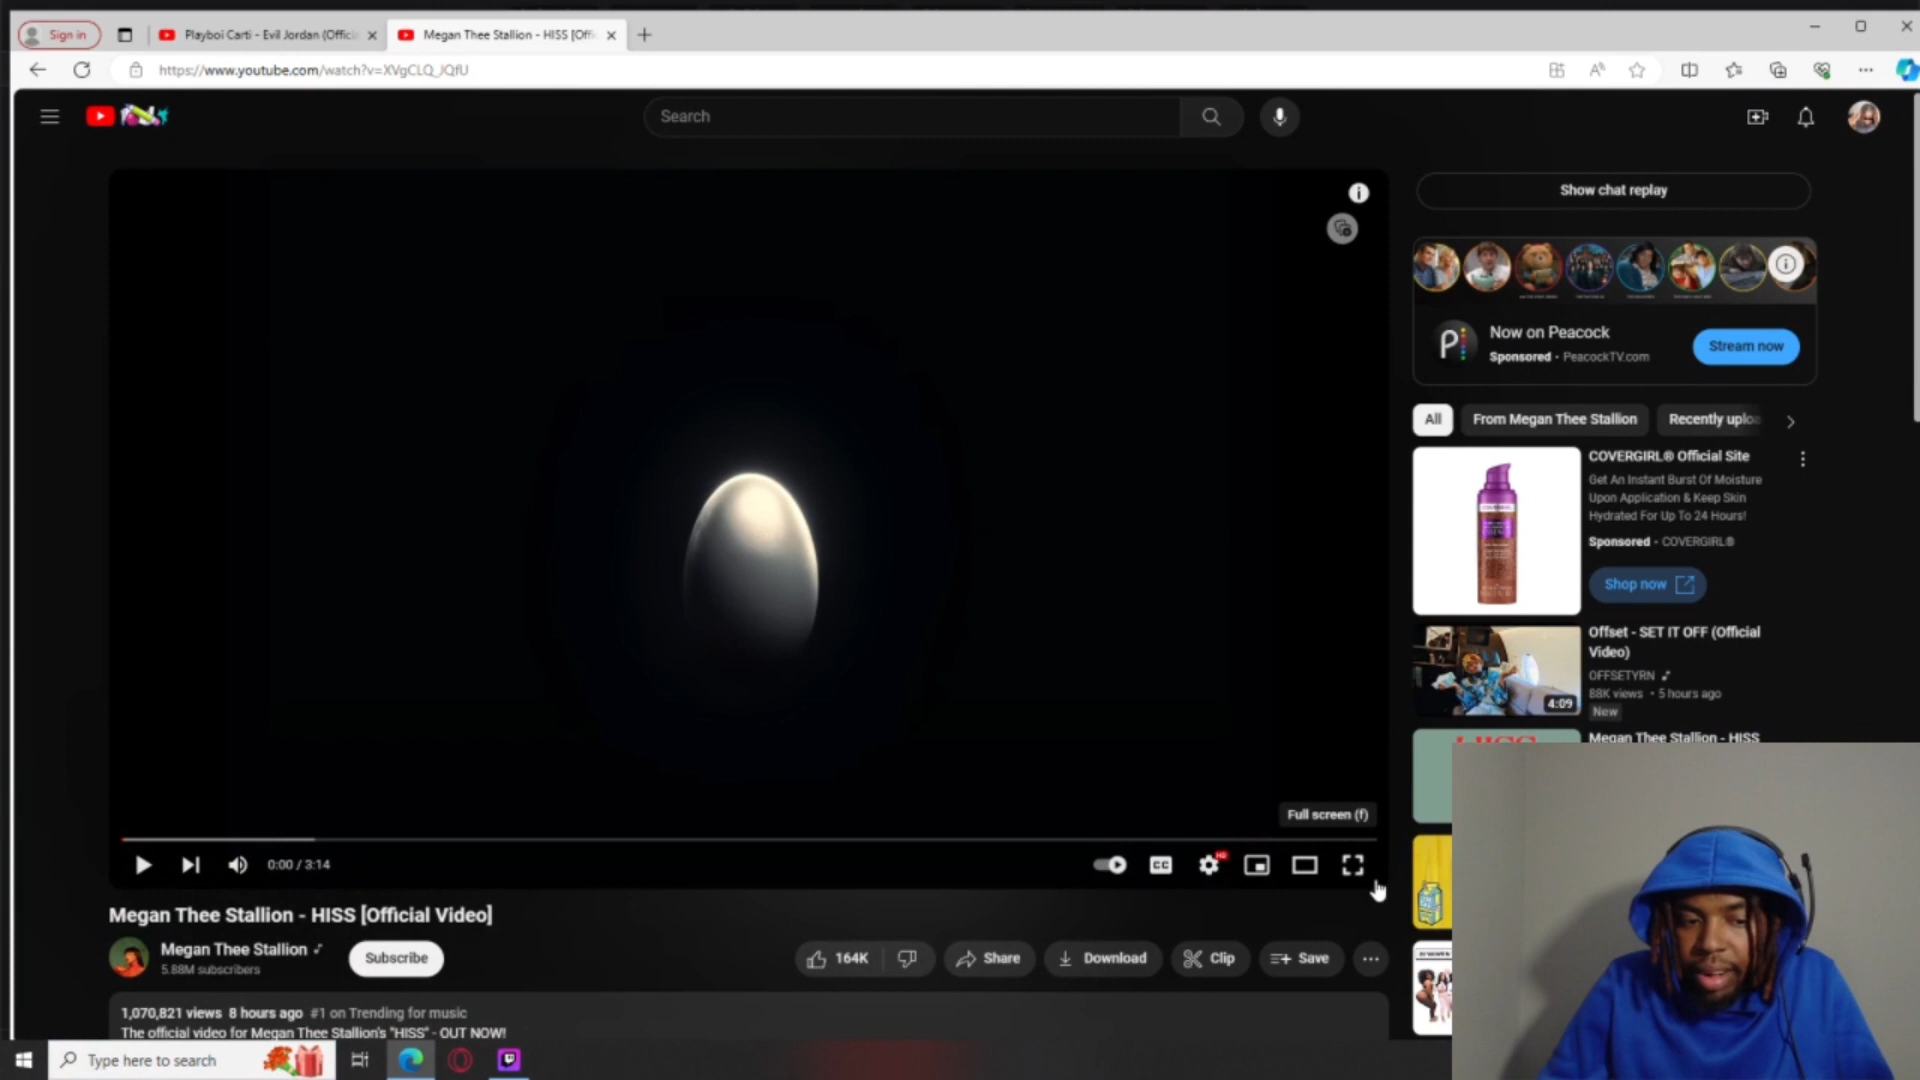 Sign in
Playboi Carti - Evil Jordan (Offici
Megan Thee Stallion - HISS [Offi
https://www.youtube.com/watch?v=XVgCLQ_JQfU
Search
Show chat replay
Now on Peacock
Sponsored • PeacockTV.com
Stream now
All
From Megan Thee Stallion
Recently uploa
COVERGIRL® Official Site
Get An Instant Burst Of Moisture
Upon Application & Keep Skin
Hydrated For Up To 24 Hours!
Sponsored • COVERGIRL®
Shop now
Offset - SET IT OFF (Official
Video)
OFFSETYRN
88K views • 5 hours ago
New
4:09
Megan Thee Stallion - HISS
Full screen (f)
0:00 / 3:14
CC
HD
Megan Thee Stallion - HISS [Official Video]
Megan Thee Stallion
5.88M subscribers
Subscribe
164K
Share
Download
Clip
Save
1,070,821 views 8 hours ago #1 on Trending for music
The official video for Megan Thee Stallion's "HISS" - OUT NOW!
Type here to search